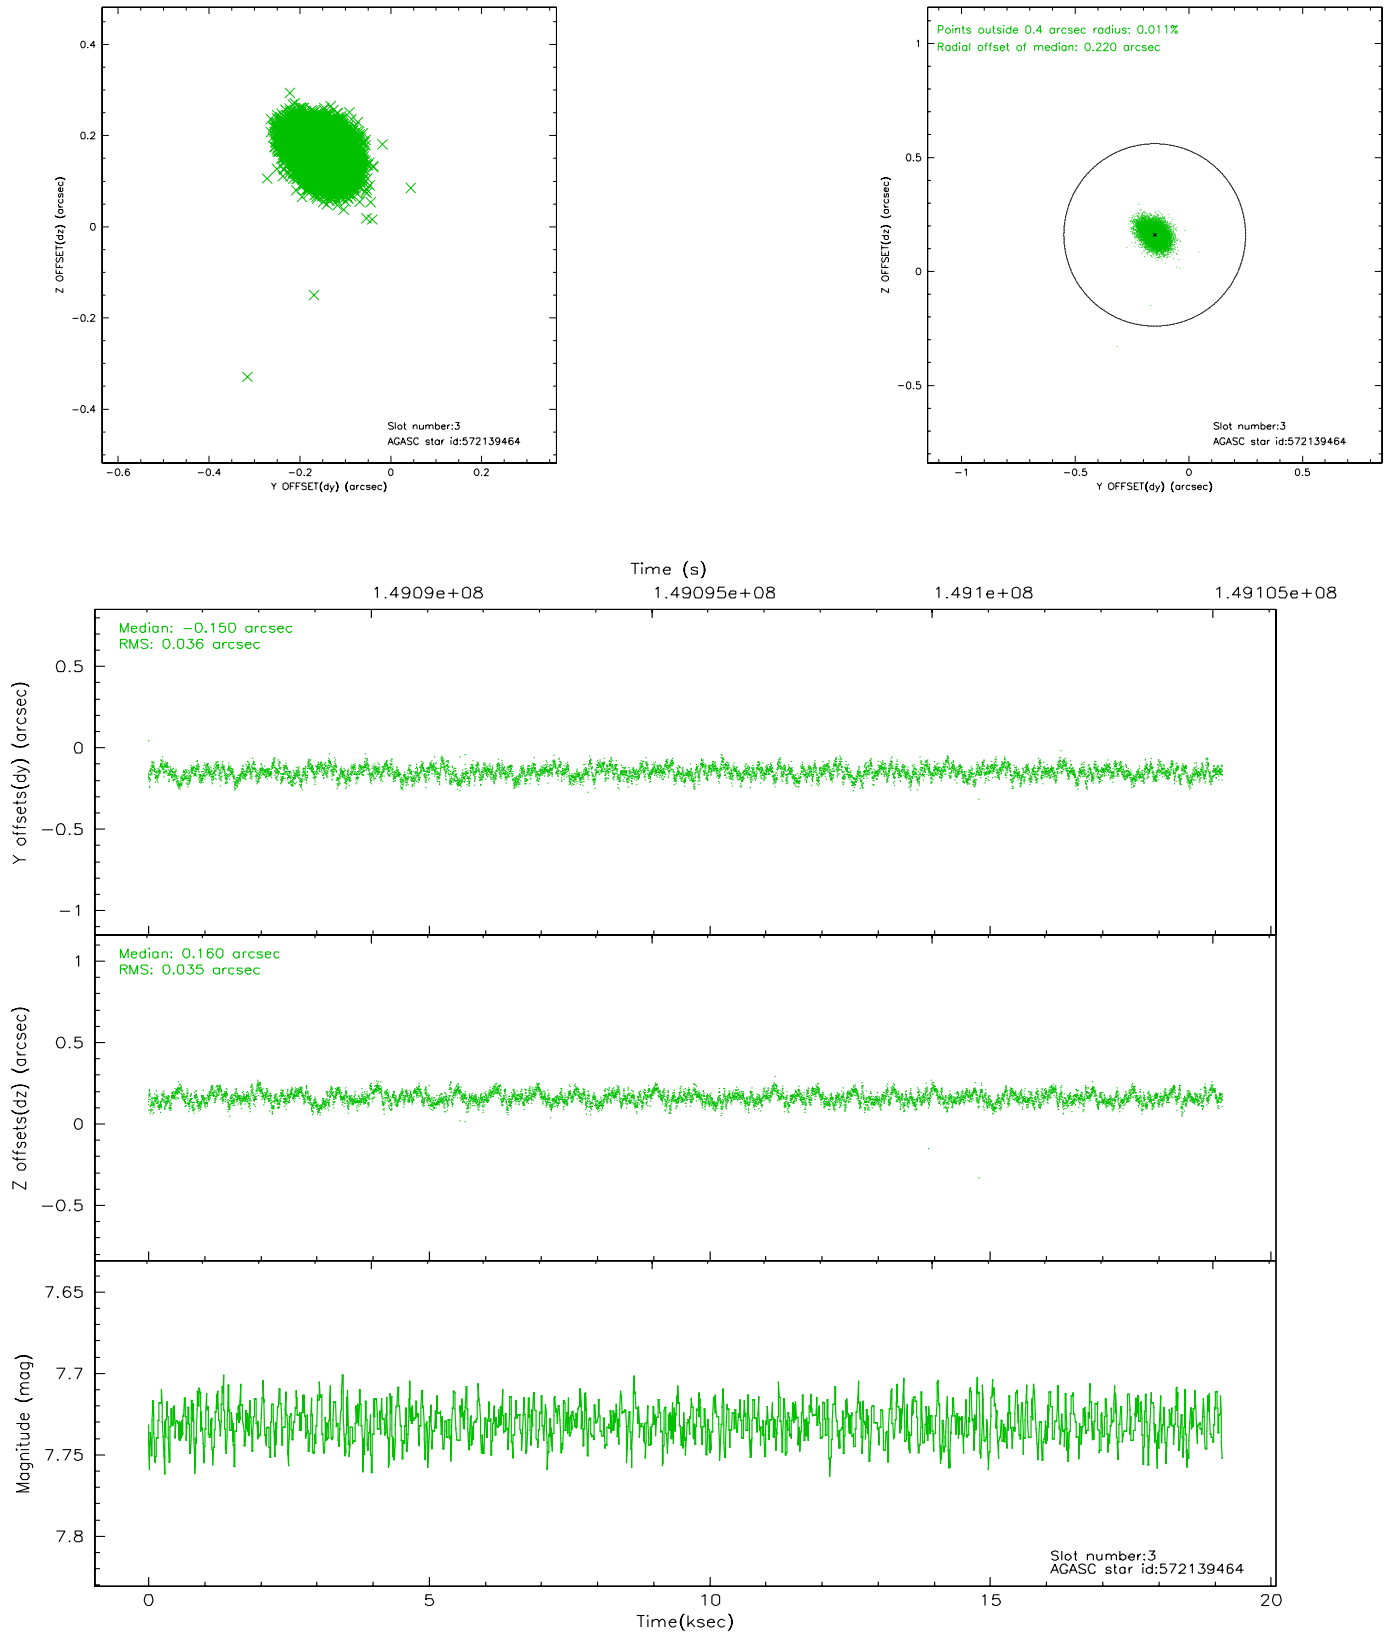 0.4
0.2
0
−0.2
−0.4
Z OFFSET(dz) (arcsec)
Slot number:3
AGASC star id:572139464
−0.6
−0.4
−0.2
0
0.2
Y OFFSET(dy) (arcsec)
Points outside 0.4 arcsec radius: 0.011%
Radial offset of median: 0.220 arcsec
1
0.5
0
−0.5
Z OFFSET(dz) (arcsec)
Slot number:3
AGASC star id:572139464
−1
−0.5
0
0.5
Y OFFSET(dy) (arcsec)
Time (s)
1.4909e+08
1.49095e+08
1.491e+08
1.49105e+08
Median: −0.150 arcsec
RMS: 0.036 arcsec
0.5
0
−0.5
−1
Y offsets(dy) (arcsec)
Median: 0.160 arcsec
RMS: 0.035 arcsec
1
0.5
0
−0.5
Z offsets(dz) (arcsec)
7.65
7.7
7.75
7.8
Magnitude (mag)
Slot number:3
AGASC star id:572139464
0
5
10
15
20
Time(ksec)